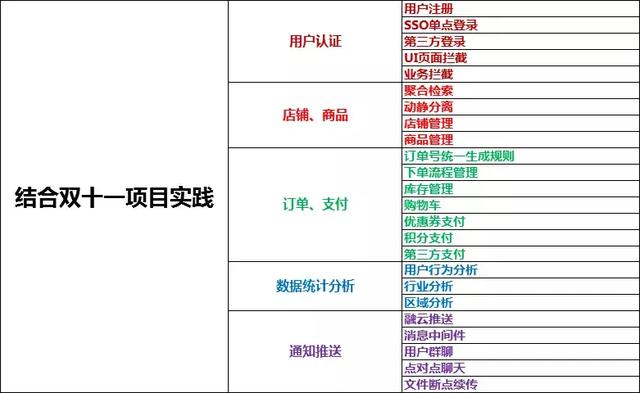 结合双十一项目实践
用户认证
用户注册
SSO单点登录
第三方登录
UI页面拦截
业务拦截
店铺、商品
聚合检索
动静分离
店铺管理
商品管理
订单、支付
订单号统一生成规则
下单流程管理
库存管理
购物车
优惠券支付
积分支付
第三方支付
数据统计分析
用户行为分析
行业分析
区域分析
通知推送
融云推送
消息中间件
用户群聊
点对点聊天
文件断点续传